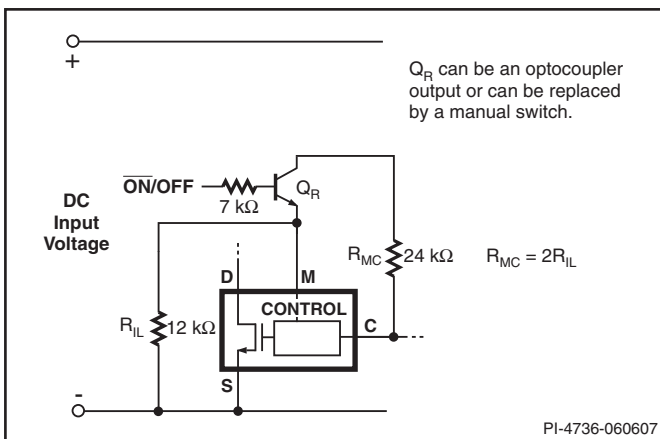 +
Q_R can be an optocoupler
output or can be replaced
by a manual switch.
ON/OFF
7 kΩ
Q_R
DC
Input
Voltage
R_MC
24 kΩ
R_MC = 2R_IL
D
M
CONTROL
C
R_IL
12 kΩ
S
-
PI-4736-060607